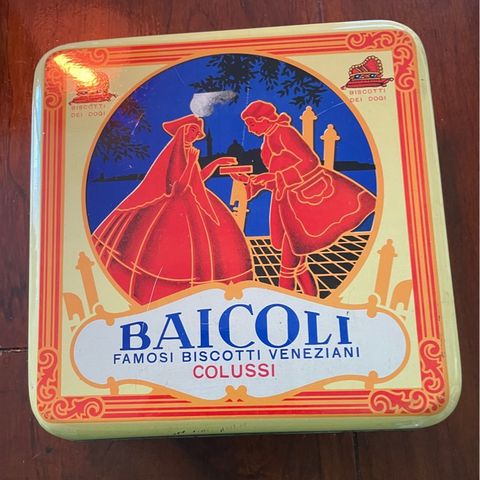 BISCOTTI
DEI DOGI
BISCOTTI
DEI DOGI
BAICOLI
FAMOSI BISCOTTI VENEZIANI
COLUSSI